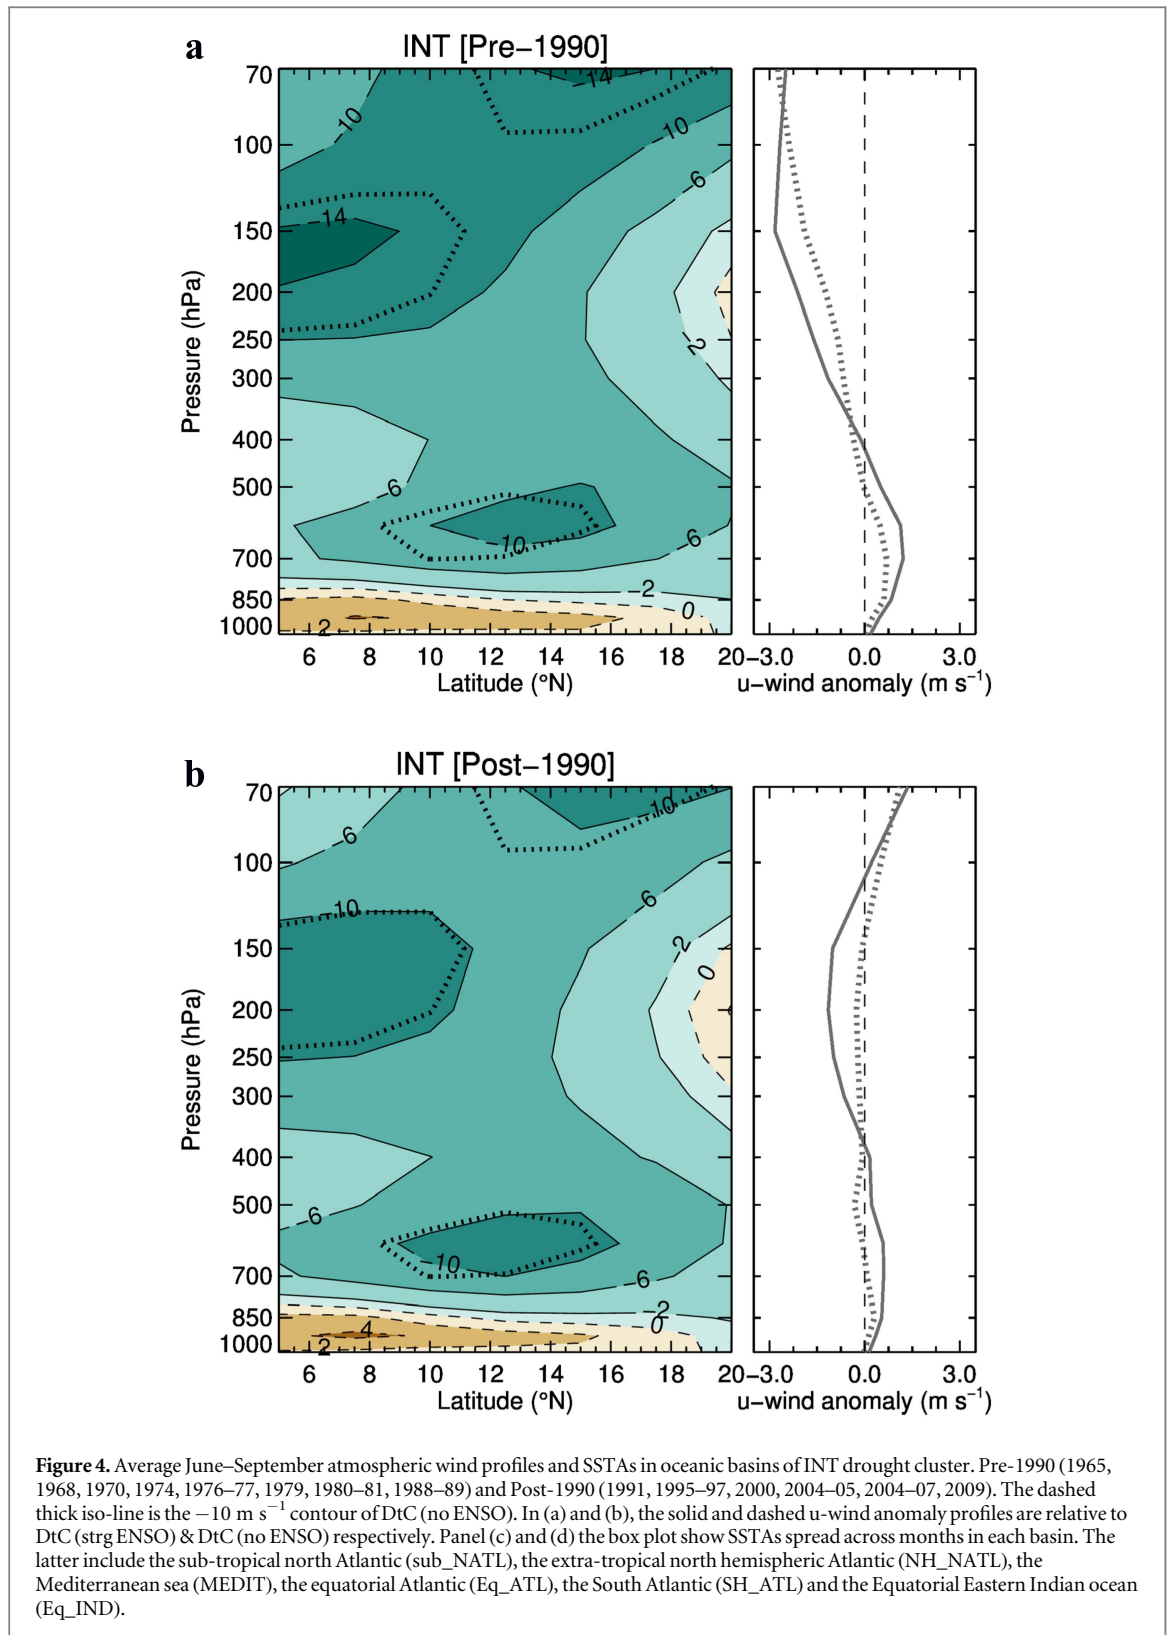 a
INT [Pre−1990]
70
100
150
200
250
300
400
500
700
850
1000
Pressure (hPa)
10
14
10
6
14
−2
6
10
6
−2
0
2
6 8 10 12 14 16 18 20
Latitude (°N)
−3.0 0.0 3.0
u−wind anomaly (m s−1)
b
INT [Post−1990]
70
100
150
200
250
300
400
500
700
850
1000
Pressure (hPa)
6
10
10
6
2
0
6
10
6
−2
0
4
2
6 8 10 12 14 16 18 20
Latitude (°N)
−3.0 0.0 3.0
u−wind anomaly (m s−1)
Figure 4. Average June–September atmospheric wind profiles and SSTAs in oceanic basins of INT drought cluster. Pre-1990 (1965,
1968, 1970, 1974, 1976–77, 1979, 1980–81, 1988–89) and Post-1990 (1991, 1995–97, 2000, 2004–05, 2004–07, 2009). The dashed
thick iso-line is the −10 m s−1 contour of DtC (no ENSO). In (a) and (b), the solid and dashed u-wind anomaly profiles are relative to
DtC (strg ENSO) & DtC (no ENSO) respectively. Panel (c) and (d) the box plot show SSTAs spread across months in each basin. The
latter include the sub-tropical north Atlantic (sub_NATL), the extra-tropical north hemispheric Atlantic (NH_NATL), the
Mediterranean sea (MEDIT), the equatorial Atlantic (Eq_ATL), the South Atlantic (SH_ATL) and the Equatorial Eastern Indian ocean
(Eq_IND).